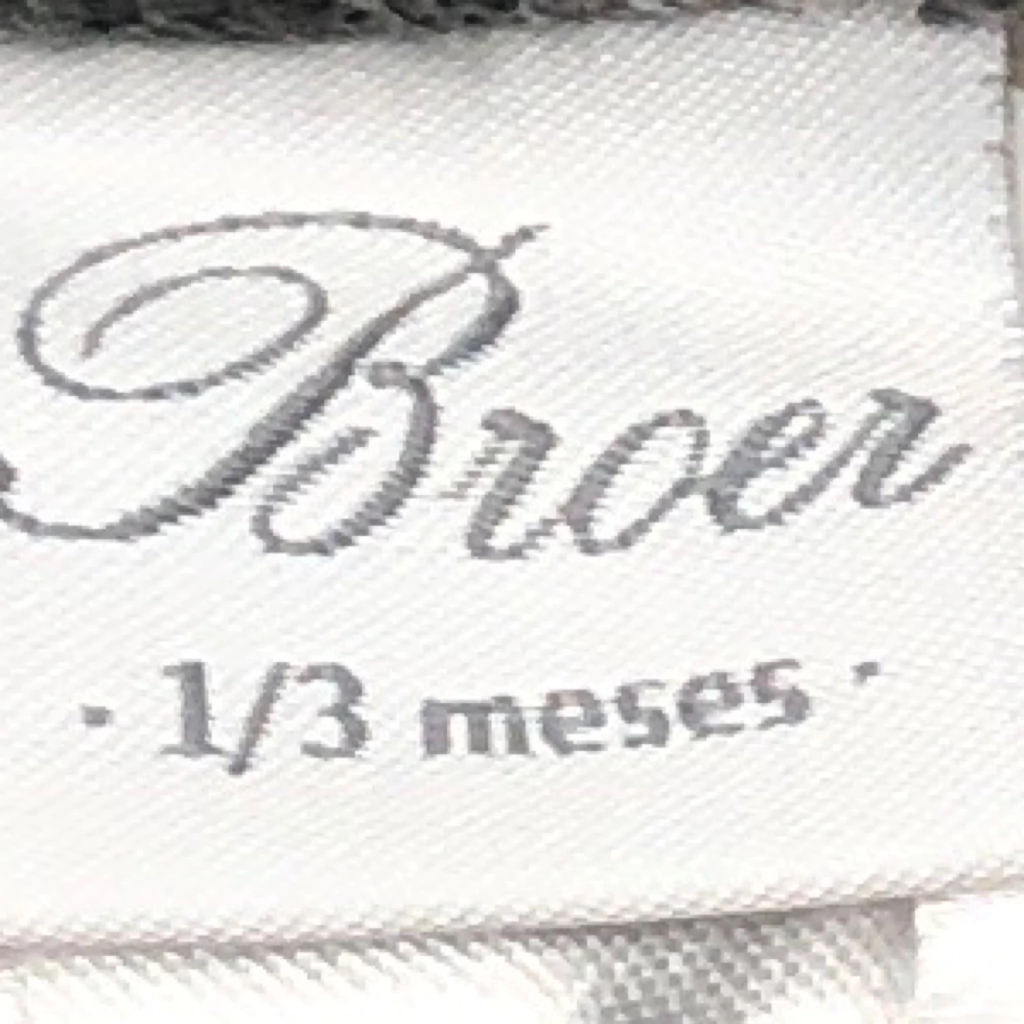 Broer
· 1/3 meses ·